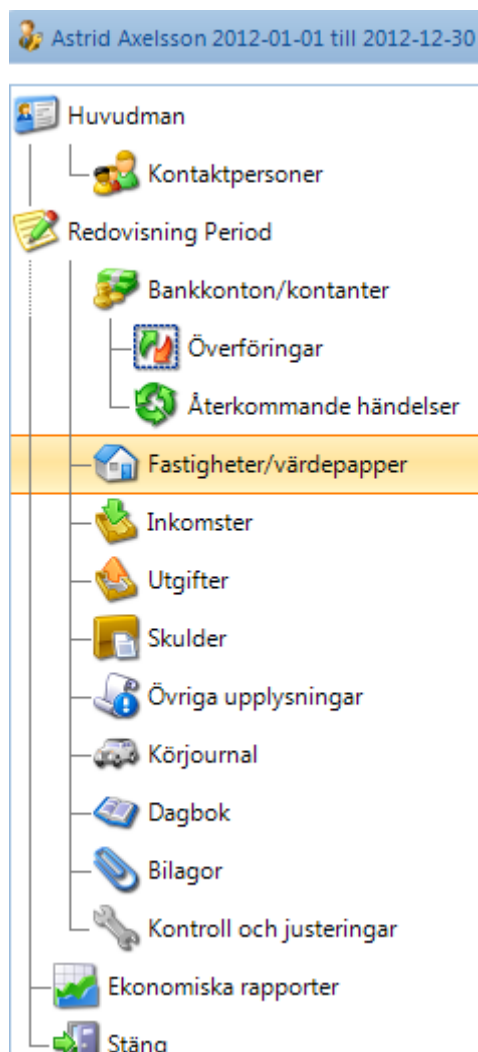 Astrid Axelsson 2012-01-01 till 2012-12-30
Huvudman
Kontaktpersoner
Redovisning Period
Bankkonton/kontanter
Överföringar
Återkommande händelser
Fastigheter/värdepapper
Inkomster
Utgifter
Skulder
Övriga upplysningar
Körjournal
Dagbok
Bilagor
Kontroll och justeringar
Ekonomiska rapporter
Stäng